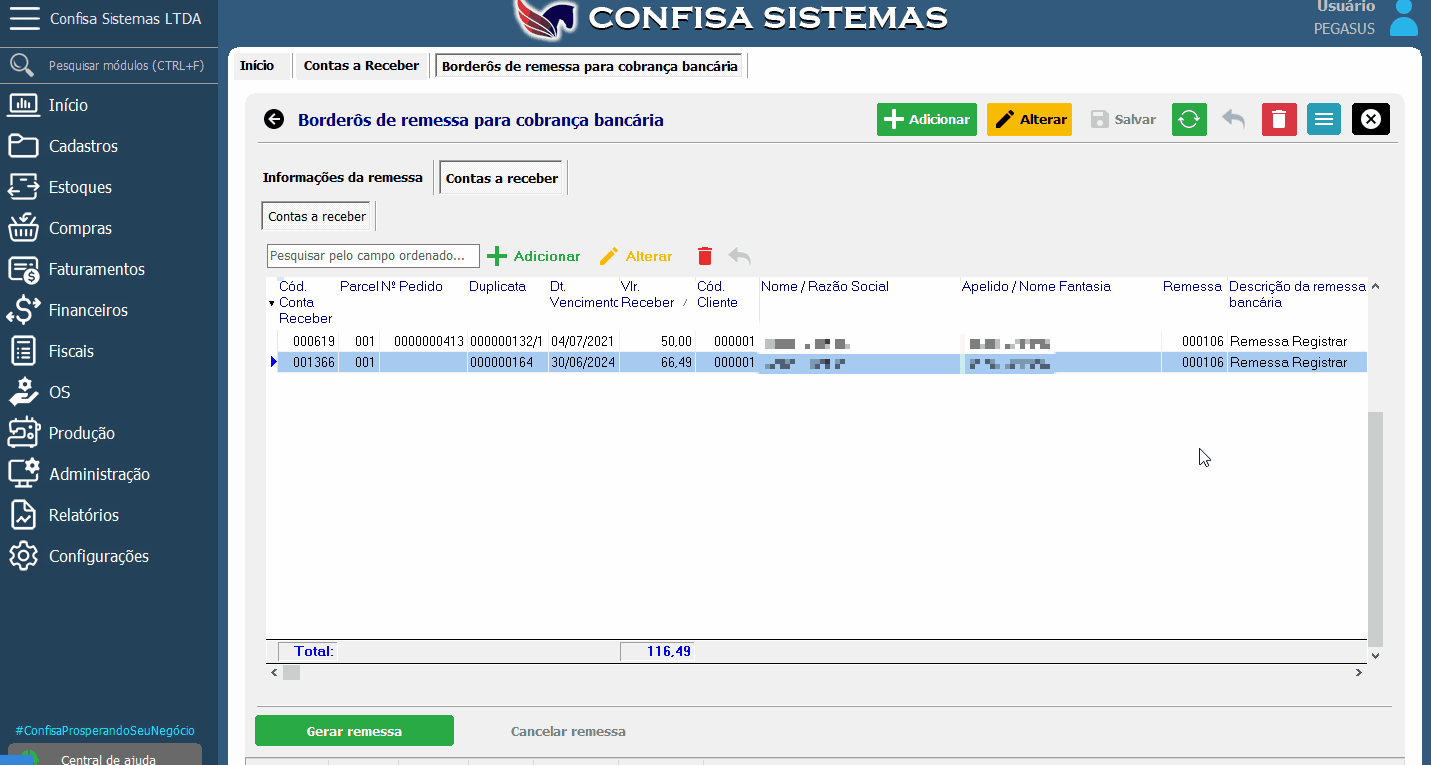 Confisa Sistemas LTDA
CONFISA SISTEMAS
Usuário
PEGASUS
Pesquisar módulos (CTRL+F)
Início
Cadastros
Estoques
Compras
Faturamentos
Financeiros
Fiscais
OS
Produção
Administração
Relatórios
Configurações
#ConfisaProsperandoSeuNegócio
Central de ajuda
Início Contas a Receber Borderôs de remessa para cobrança bancária
Borderôs de remessa para cobrança bancária Adicionar Alterar Salvar
Informações da remessa Contas a receber
Contas a receber
Pesquisar pelo campo ordenado... Adicionar Alterar
Cód. Parcel Nº Pedido Duplicata Dt. Vlr. Cód. Nome / Razão Social Apelido / Nome Fantasia Remessa Descrição da remessa
Conta Vencimento Receber Cliente bancária
Receber
000619 001 0000000413 000000132/1 04/07/2021 50,00 000001 000106 Remessa Registrar
001366 001 000000164 30/06/2024 66,49 000001 000106 Remessa Registrar
Total: 116,49
Gerar remessa Cancelar remessa